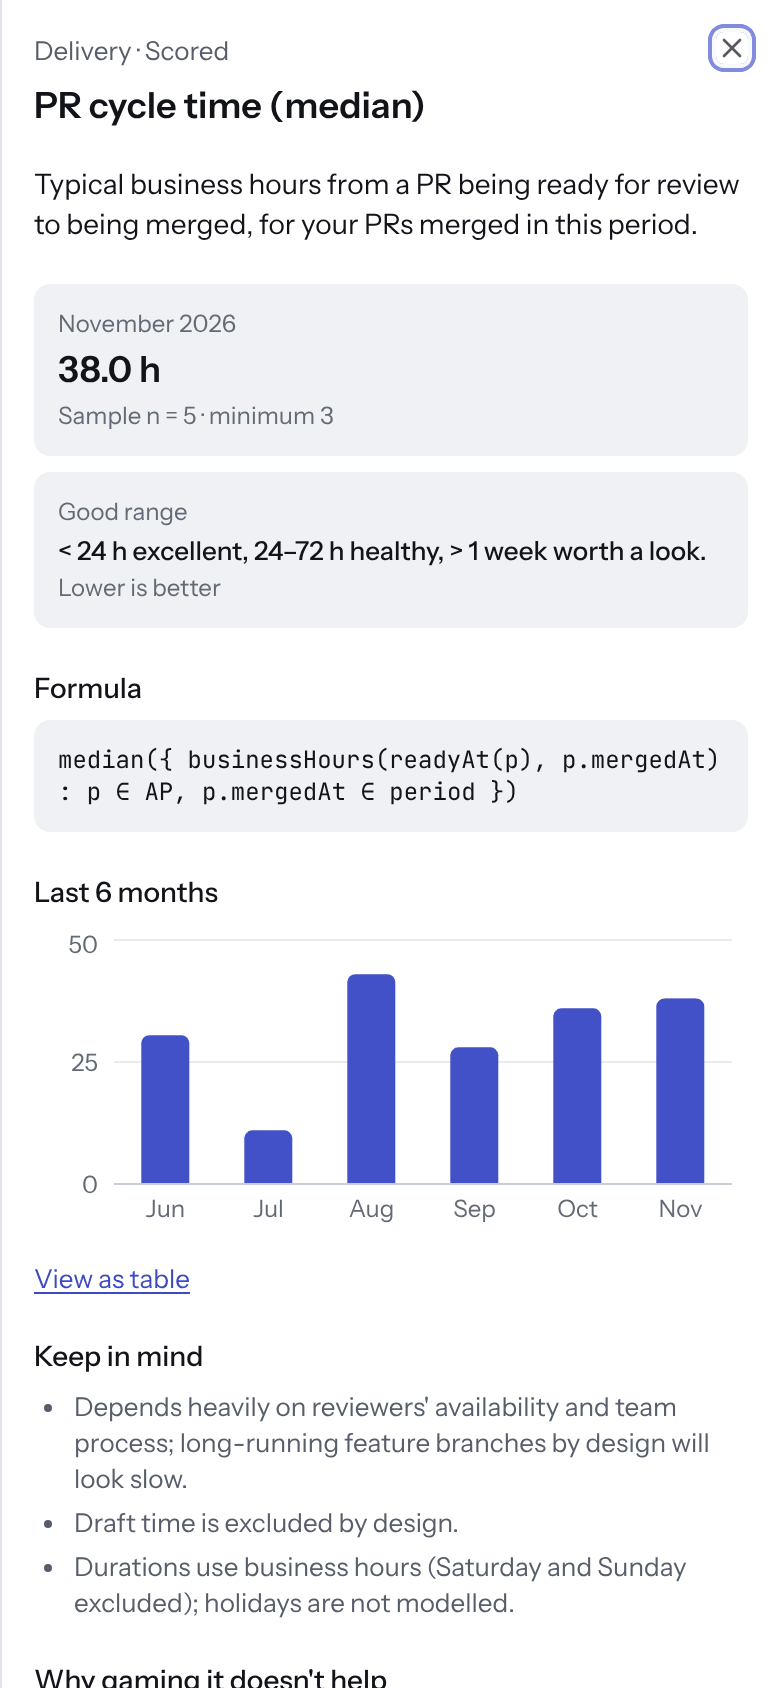 Delivery · Scored
PR cycle time (median)
Typical business hours from a PR being ready for review
to being merged, for your PRs merged in this period.
November 2026
38.0 h
Sample n = 5 · minimum 3
Good range
< 24 h excellent, 24–72 h healthy, > 1 week worth a look.
Lower is better
Formula
median({ businessHours(readyAt(p), p.mergedAt)
: p ∈ AP, p.mergedAt ∈ period })
Last 6 months
50
25
0
Jun Jul Aug Sep Oct Nov
View as table
Keep in mind
• Depends heavily on reviewers' availability and team
process; long-running feature branches by design will
look slow.
• Draft time is excluded by design.
• Durations use business hours (Saturday and Sunday
excluded); holidays are not modelled.
Why gaming it doesn't help